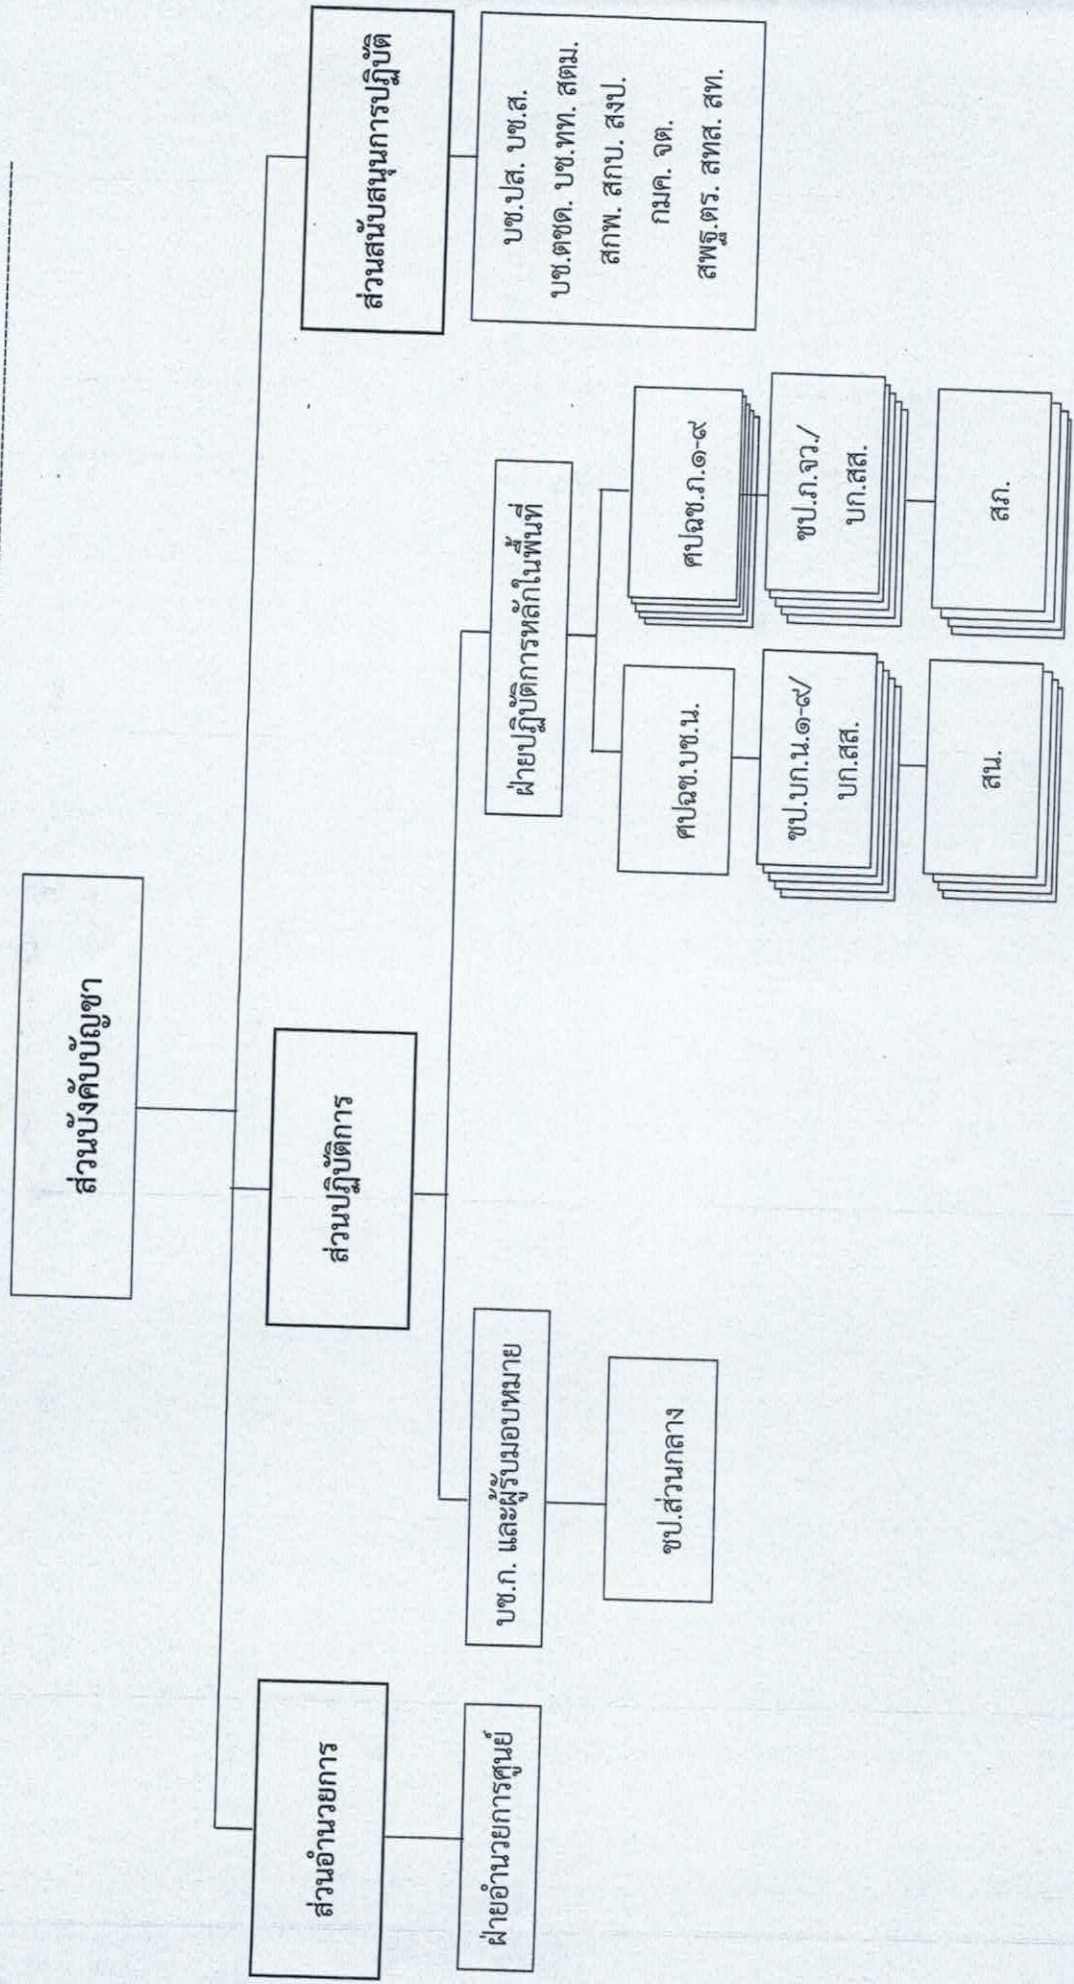 ส่วนบังคับบัญชา
ส่วนอำนวยการ
ส่วนปฏิบัติการ
ส่วนสนับสนุนการปฏิบัติ
ฝ่ายอำนวยการศูนย์
บช.ก. และผู้รับมอบหมาย
ชป.ส่วนกลาง
ฝ่ายปฏิบัติการหลักในพื้นที่
ศปฉช.บช.น.
ศปฉช.ภ.๑-๙
ชป.บก.น.๑-๙/
บก.สส.
ชป.ภ.จว./
บก.สส.
สน.
สภ.
บช.ปส. บช.ส.
บช.ตชด. บช.ทท. สตม.
สกพ. สกบ. สงป.
กมค. จต.
สพฐ.ตร. สทส. สท.